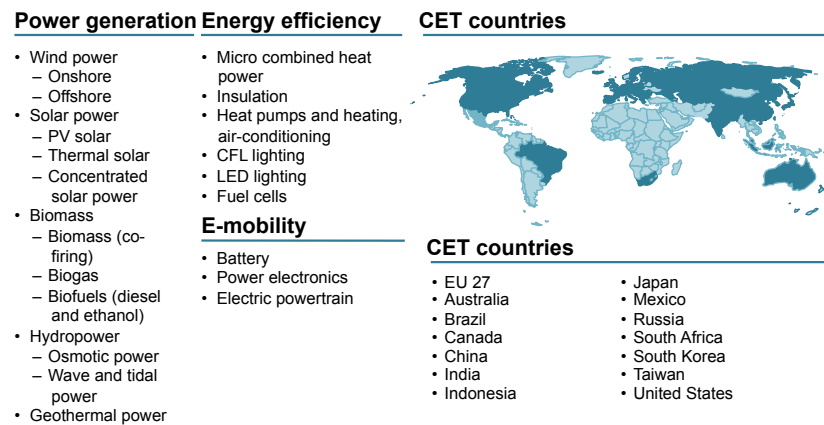 Power generation
• Wind power
– Onshore
– Offshore
• Solar power
– PV solar
– Thermal solar
– Concentrated
solar power
• Biomass
– Biomass (co-
firing)
– Biogas
– Biofuels (diesel
and ethanol)
• Hydropower
– Osmotic power
– Wave and tidal
power
• Geothermal power
Energy efficiency
• Micro combined heat
power
• Insulation
• Heat pumps and heating,
air-conditioning
• CFL lighting
• LED lighting
• Fuel cells
E-mobility
• Battery
• Power electronics
• Electric powertrain
CET countries
CET countries
• EU 27
• Australia
• Brazil
• Canada
• China
• India
• Indonesia
• Japan
• Mexico
• Russia
• South Africa
• South Korea
• Taiwan
• United States